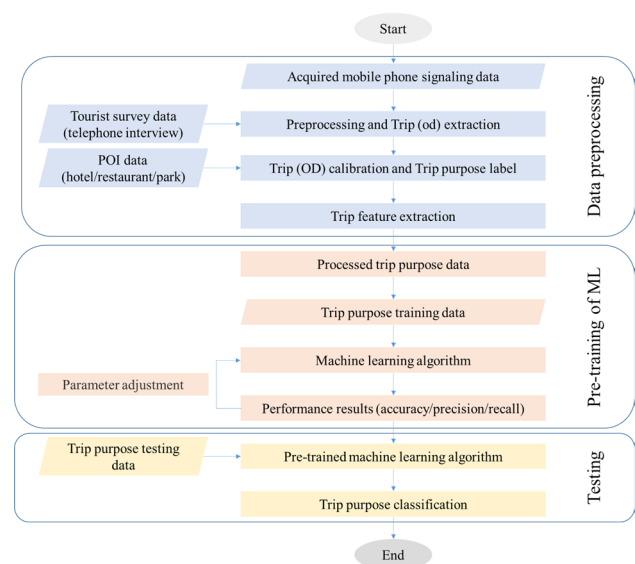 Start
Acquired mobile phone signaling data
Tourist survey data
(telephone interview)
Preprocessing and Trip (od) extraction
POI data
(hotel/restaurant/park)
Trip (OD) calibration and Trip purpose label
Trip feature extraction
Data preprocessing
Processed trip purpose data
Trip purpose training data
Machine learning algorithm
Parameter adjustment
Performance results (accuracy/precision/recall)
Pre-training of ML
Trip purpose testing
data
Pre-trained machine learning algorithm
Trip purpose classification
Testing
End